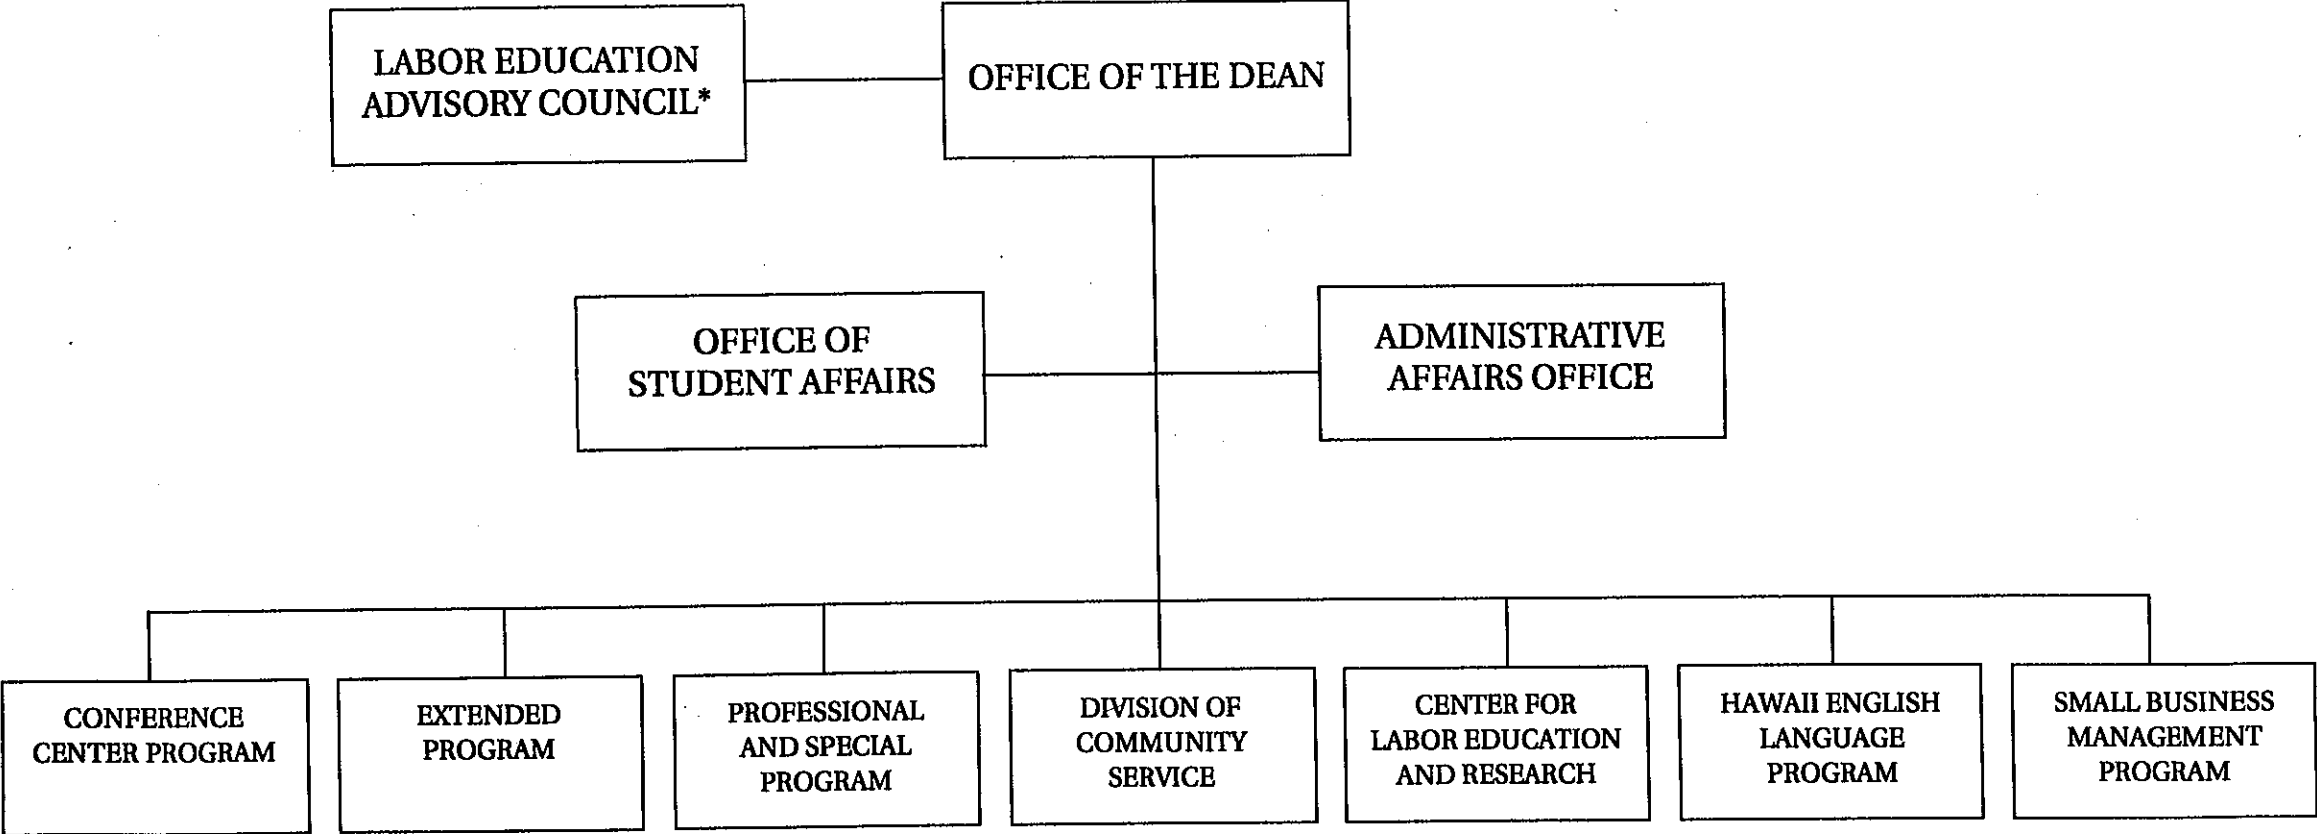 LABOR EDUCATION
ADVISORY COUNCIL*
OFFICE OF THE DEAN
OFFICE OF
STUDENT AFFAIRS
ADMINISTRATIVE
AFFAIRS OFFICE
CONFERENCE
CENTER PROGRAM
EXTENDED
PROGRAM
PROFESSIONAL
AND SPECIAL
PROGRAM
DIVISION OF
COMMUNITY
SERVICE
CENTER FOR
LABOR EDUCATION
AND RESEARCH
HAWAII ENGLISH
LANGUAGE
PROGRAM
SMALL BUSINESS
MANAGEMENT
PROGRAM